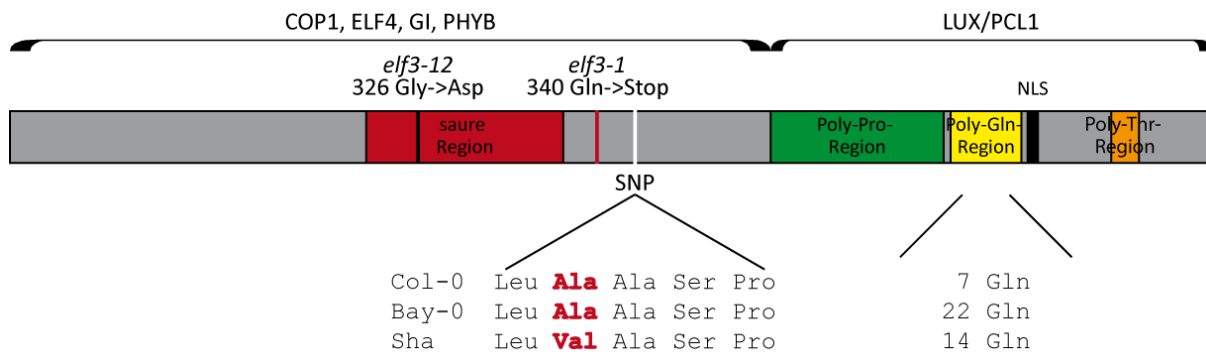 COP1, ELF4, GI, PHYB LUX/PCL1
elf3-12 elf3-1
326 Gly->Asp 340 Gln->Stop NLS
saure Poly-Pro- Poly-Gln- Poly-Thr-
Region Region Region Region
SNP
Col-0 Leu Ala Ala Ser Pro 7 Gln
Bay-0 Leu Ala Ala Ser Pro 22 Gln
Sha Leu Val Ala Ser Pro 14 Gln